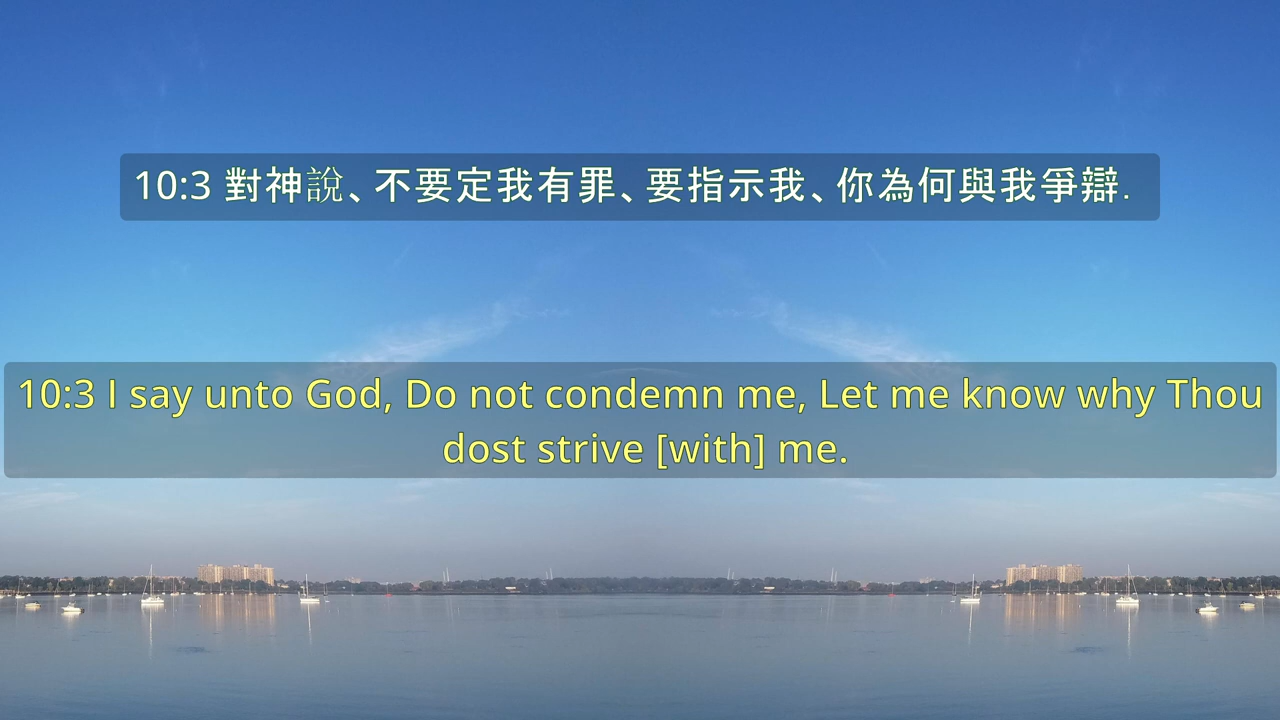 10:3 對神說、不要定我有罪、要指示我、你為何與我爭辯.
10:3 I say unto God, Do not condemn me, Let me know why Thou
dost strive [with] me.